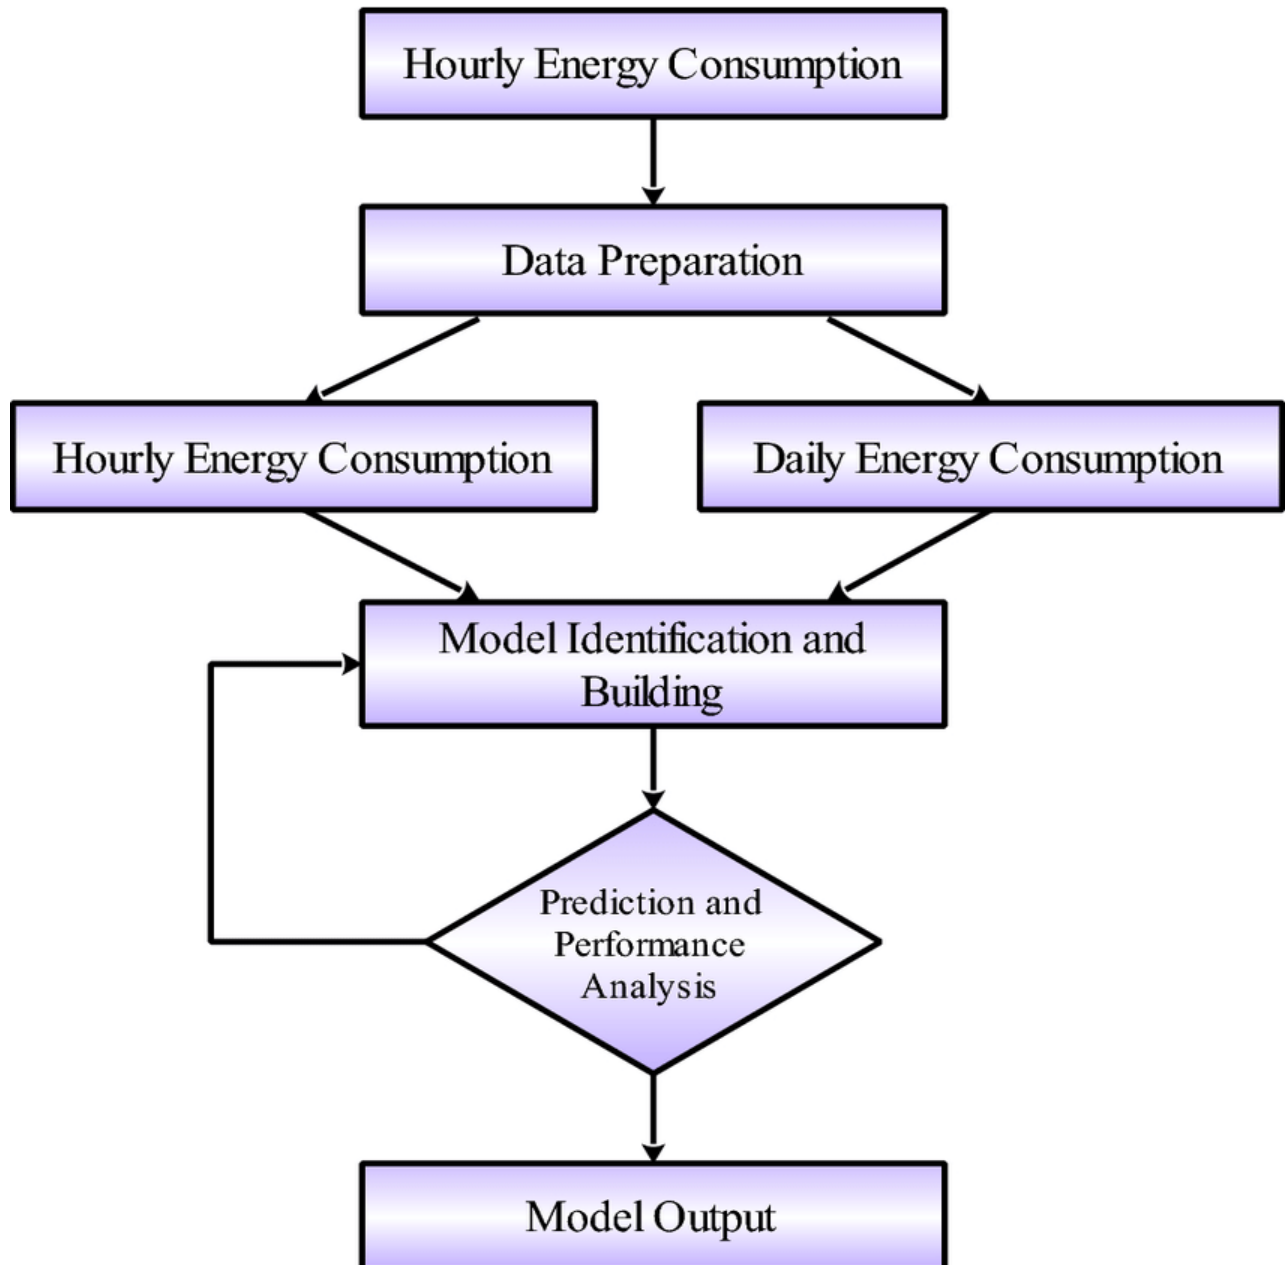 Hourly Energy Consumption
Data Preparation
Hourly Energy Consumption
Daily Energy Consumption
Model Identification and
Building
Prediction and
Performance
Analysis
Model Output